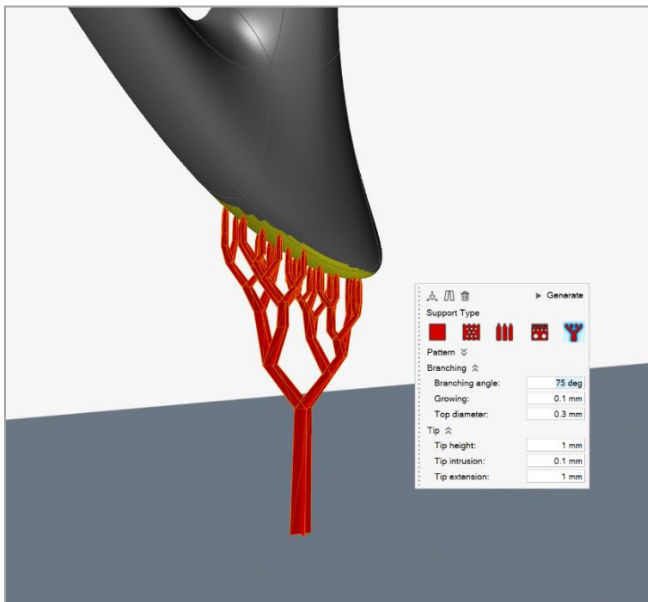 Generate
Support Type
Pattern
Branching
Branching angle: 75 deg
Growing: 0.1 mm
Top diameter: 0.3 mm
Tip
Tip height: 1 mm
Tip intrusion: 0.1 mm
Tip extension: 1 mm